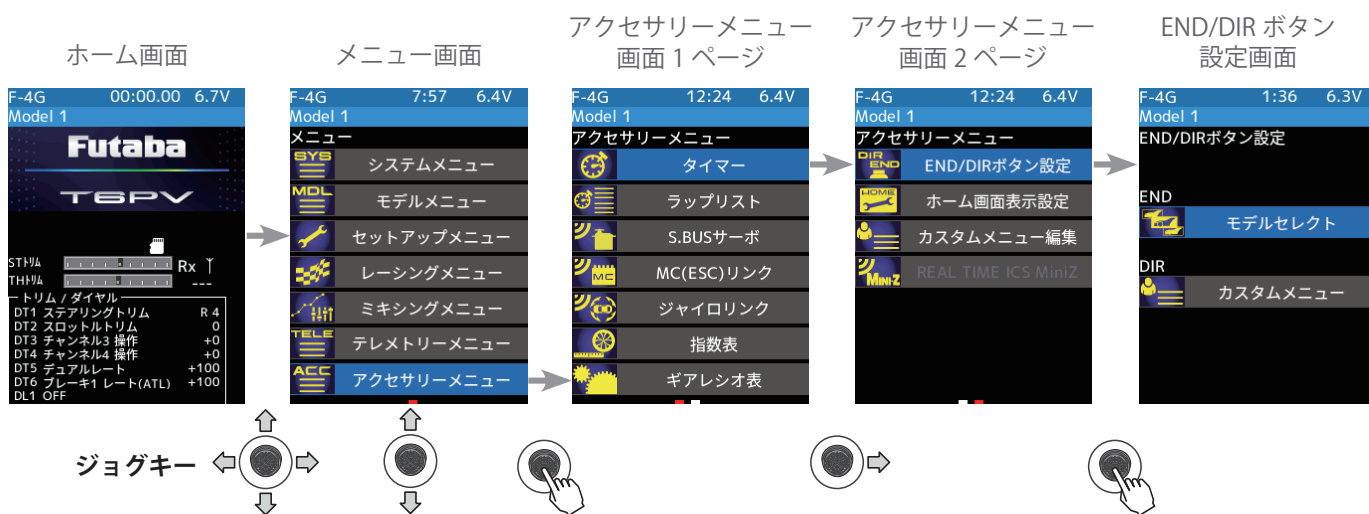 ホーム画面
メニュー画面
アクセサリーメニュー
画面 1 ページ
アクセサリーメニュー
画面 2 ページ
END/DIR ボタン
設定画面
F-4G 00:00.00 6.7V
Model 1
Futaba
T6PV
STトリム
THトリム
Rx
---
トリム / ダイヤル
DT1 ステアリングトリム R 4
DT2 スロットルトリム 0
DT3 チャンネル3 操作 +0
DT4 チャンネル4 操作 +0
DT5 デュアルレート +100
DT6 ブレーキ1 レート(ATL) +100
DL1 OFF
F-4G 7:57 6.4V
Model 1
メニュー
SYS システムメニュー
MDL モデルメニュー
セットアップメニュー
レーシングメニュー
ミキシングメニュー
TELE テレメトリーメニュー
ACC アクセサリーメニュー
F-4G 12:24 6.4V
Model 1
アクセサリーメニュー
タイマー
ラップリスト
S.BUSサーボ
MC MC(ESC)リンク
ジャイロリンク
指数表
ギアレシオ表
F-4G 12:24 6.4V
Model 1
アクセサリーメニュー
DIR END END/DIRボタン設定
HOME ホーム画面表示設定
カスタムメニュー編集
MINI-Z REAL TIME ICS MiniZ
F-4G 1:36 6.3V
Model 1
END/DIRボタン設定
END
モデルセレクト
DIR
カスタムメニュー
ジョグキー